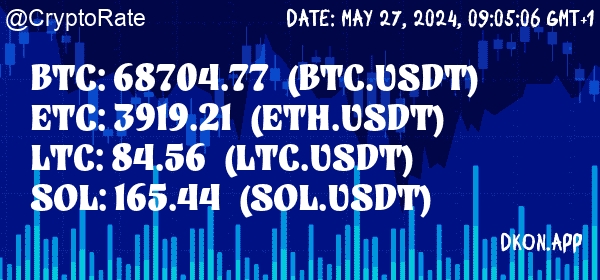 @CryptoRate
DATE: MAY 27, 2024, 09:05:06 GMT+1
BTC: 68704.77 (BTC.USDT)
ETC: 3919.21 (ETH.USDT)
LTC: 84.56 (LTC.USDT)
SOL: 165.44 (SOL.USDT)
DKON.APP